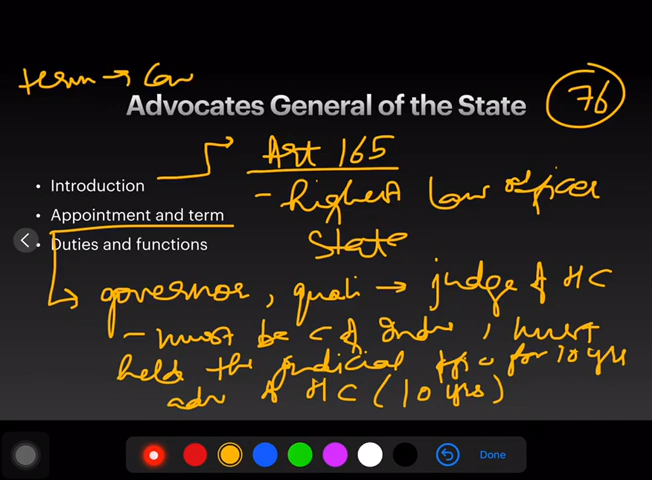 term → Gov
Advocates General of the State
76
Art 165
• Introduction
- highest law officer
• Appointment and term
State
• Duties and functions
governor, quali → judge of HC
- must be C of India, must
held the judicial office for 10 yrs
adv of HC (10 yrs)
Done